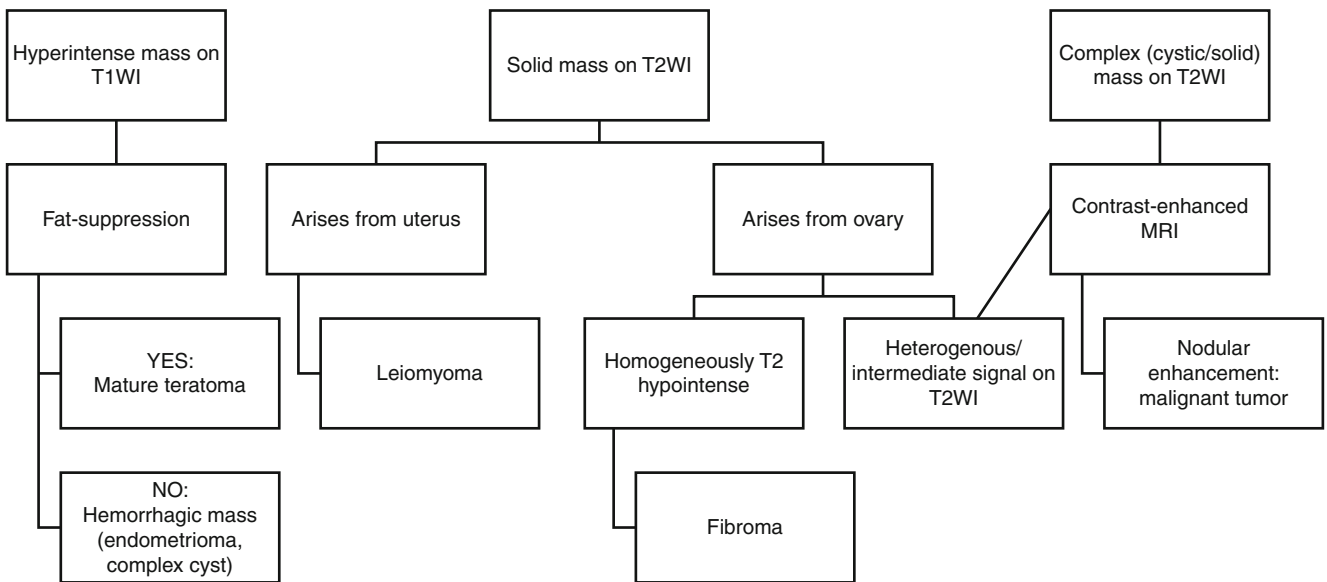 Hyperintense mass on
T1WI
Solid mass on T2WI
Complex (cystic/solid)
mass on T2WI
Fat-suppression
Arises from uterus
Arises from ovary
Contrast-enhanced
MRI
YES:
Mature teratoma
Leiomyoma
Homogeneously T2
hypointense
Heterogenous/
intermediate signal on
T2WI
Nodular
enhancement:
malignant tumor
NO:
Hemorrhagic mass
(endometrioma,
complex cyst)
Fibroma